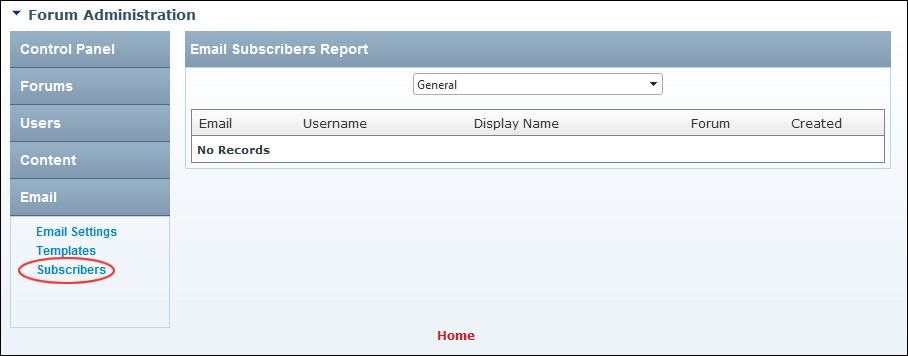 Forum Administration
Control Panel
Forums
Users
Content
Email
Email Settings
Templates
Subscribers
Email Subscribers Report
General
Email Username Display Name Forum Created
No Records
Home